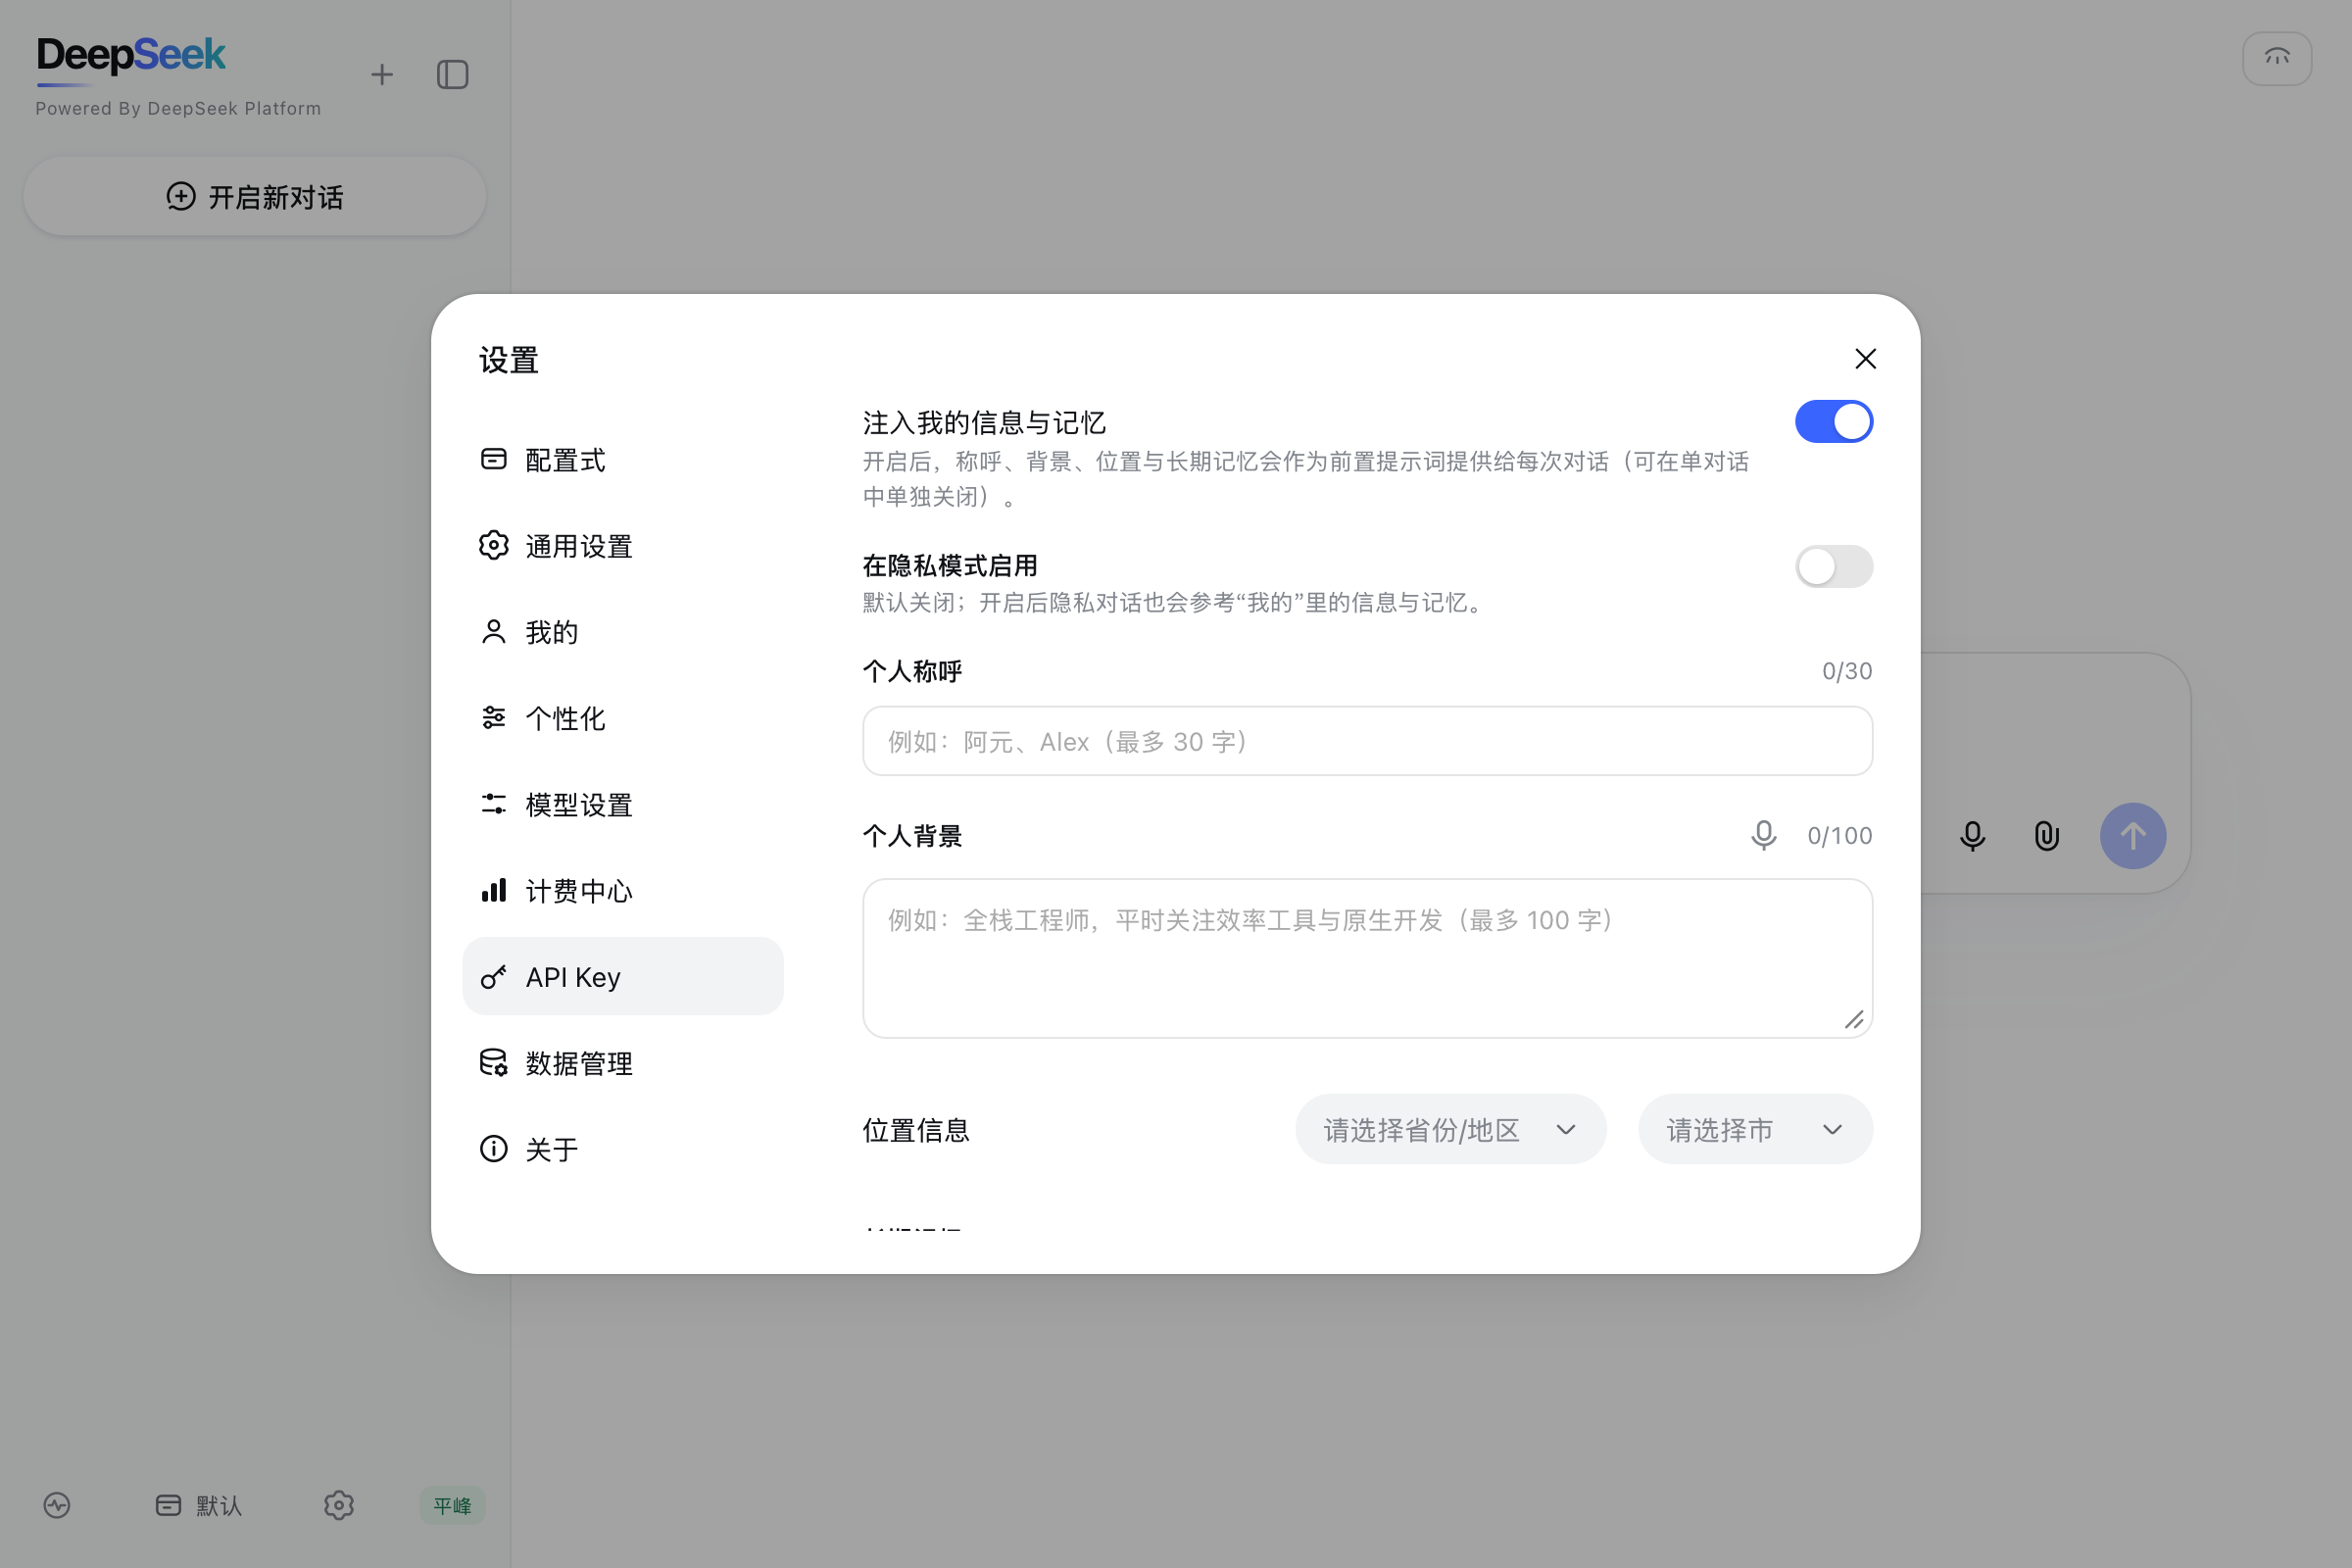 DeepSeek
Powered By DeepSeek Platform
开启新对话
设置
配置式
通用设置
我的
个性化
模型设置
计费中心
API Key
数据管理
关于
注入我的信息与记忆
开启后，称呼、背景、位置与长期记忆会作为前置提示词提供给每次对话（可在单对话
中单独关闭）。
在隐私模式启用
默认关闭；开启后隐私对话也会参考“我的”里的信息与记忆。
个人称呼
0/30
例如：阿元、Alex（最多 30 字）
个人背景
0/100
例如：全栈工程师，平时关注效率工具与原生开发（最多 100 字）
位置信息
请选择省份/地区
请选择市
默认
平峰